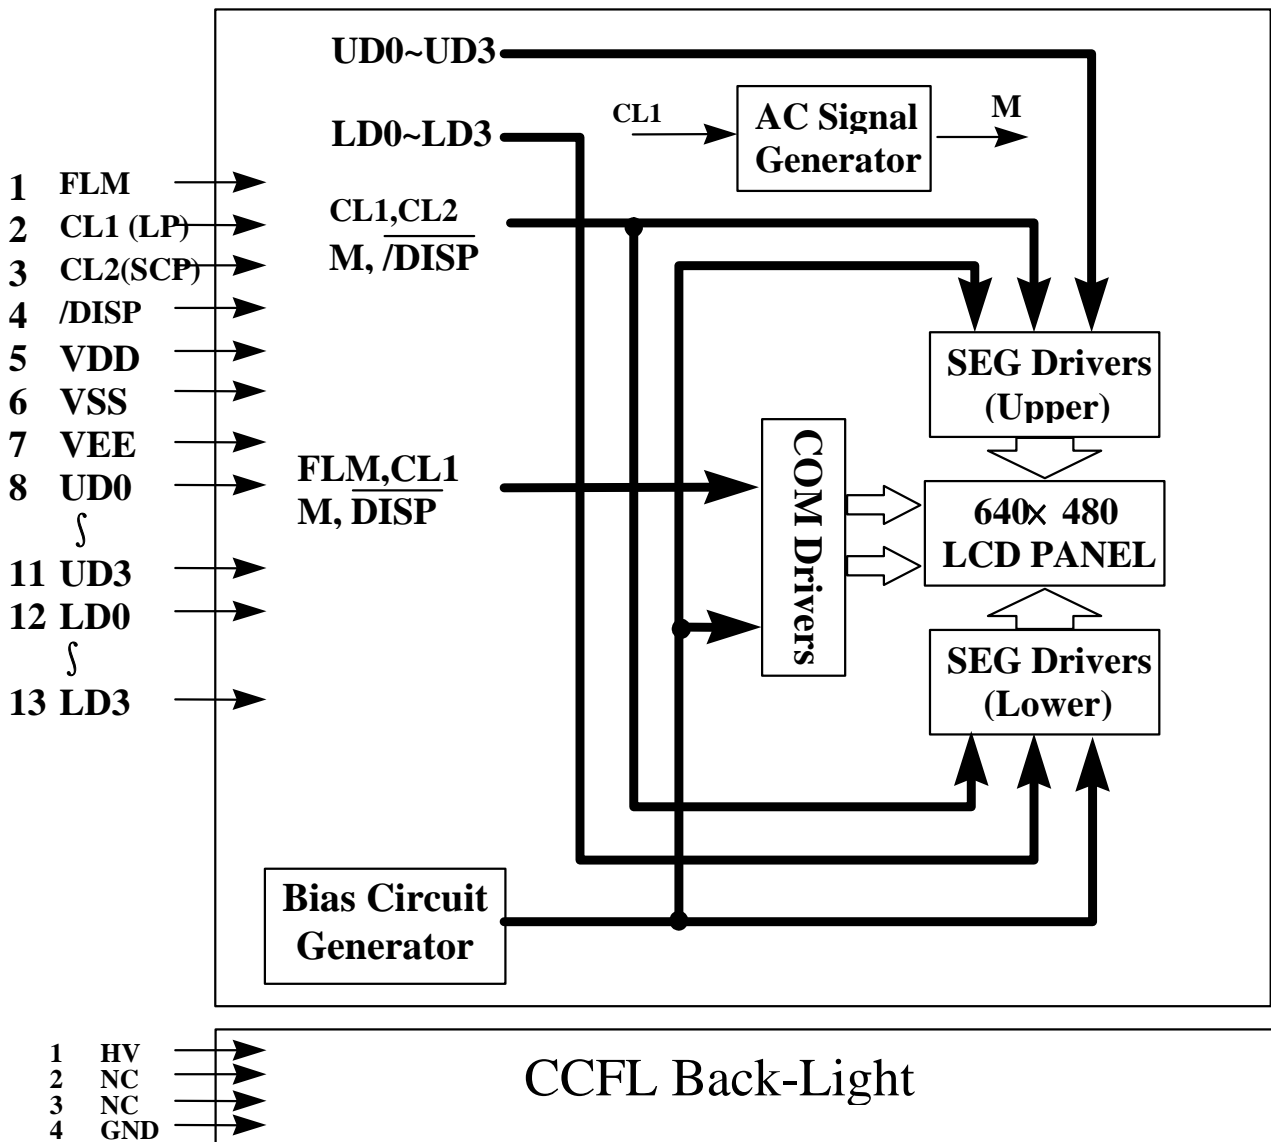 UD0~UD3
LD0~LD3
CL1
AC Signal
Generator
M
1 FLM
2 CL1 (LP)
3 CL2(SCP)
4 /DISP
5 VDD
6 VSS
7 VEE
8 UD0
∫
11 UD3
12 LD0
∫
13 LD3
CL1,CL2
M, /DISP
SEG Drivers
(Upper)
FLM,CL1
M, DISP
COM Drivers
640× 480
LCD PANEL
SEG Drivers
(Lower)
Bias Circuit
Generator
1 HV
2 NC
3 NC
4 GND
CCFL Back-Light